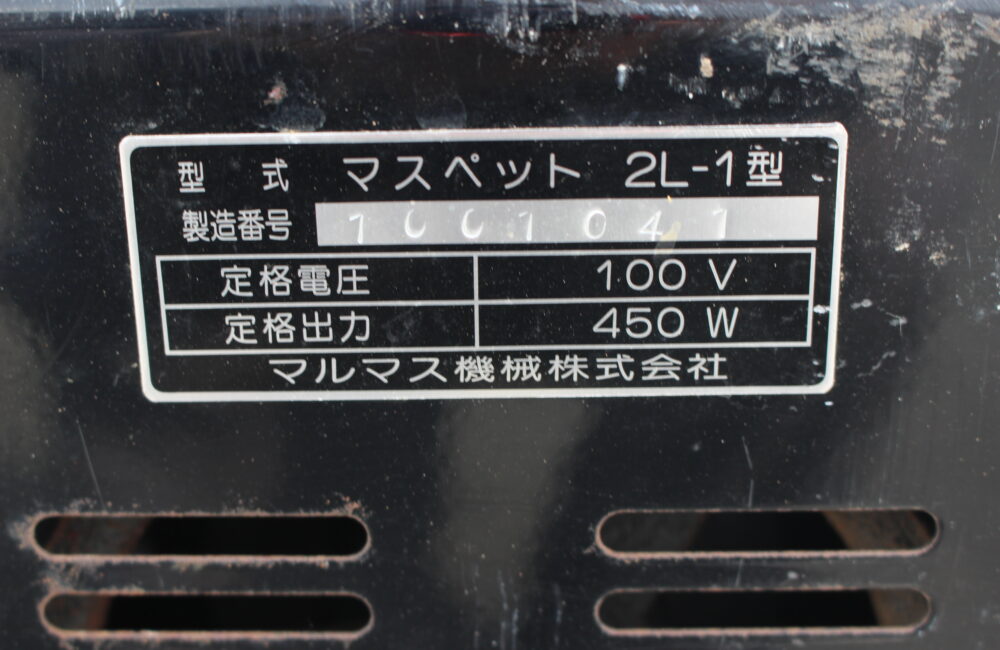 型式 マスペット 2L-1型
製造番号 1001041
定格電圧 100 V
定格出力 450 W
マルマス機械株式会社